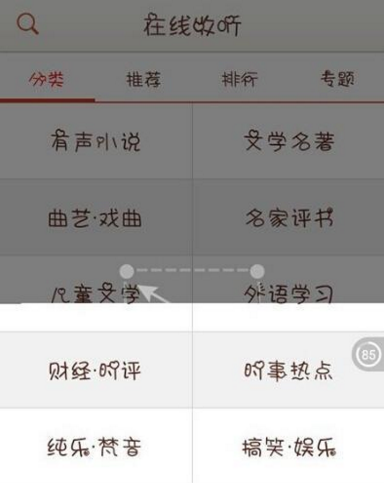 在线收听
分类 推荐 排行 专题
有声小说 文学名著
曲艺·戏曲 名家评书
儿童文学 外语学习
财经·时评 时事热点
85
纯乐·梵音 搞笑·娱乐